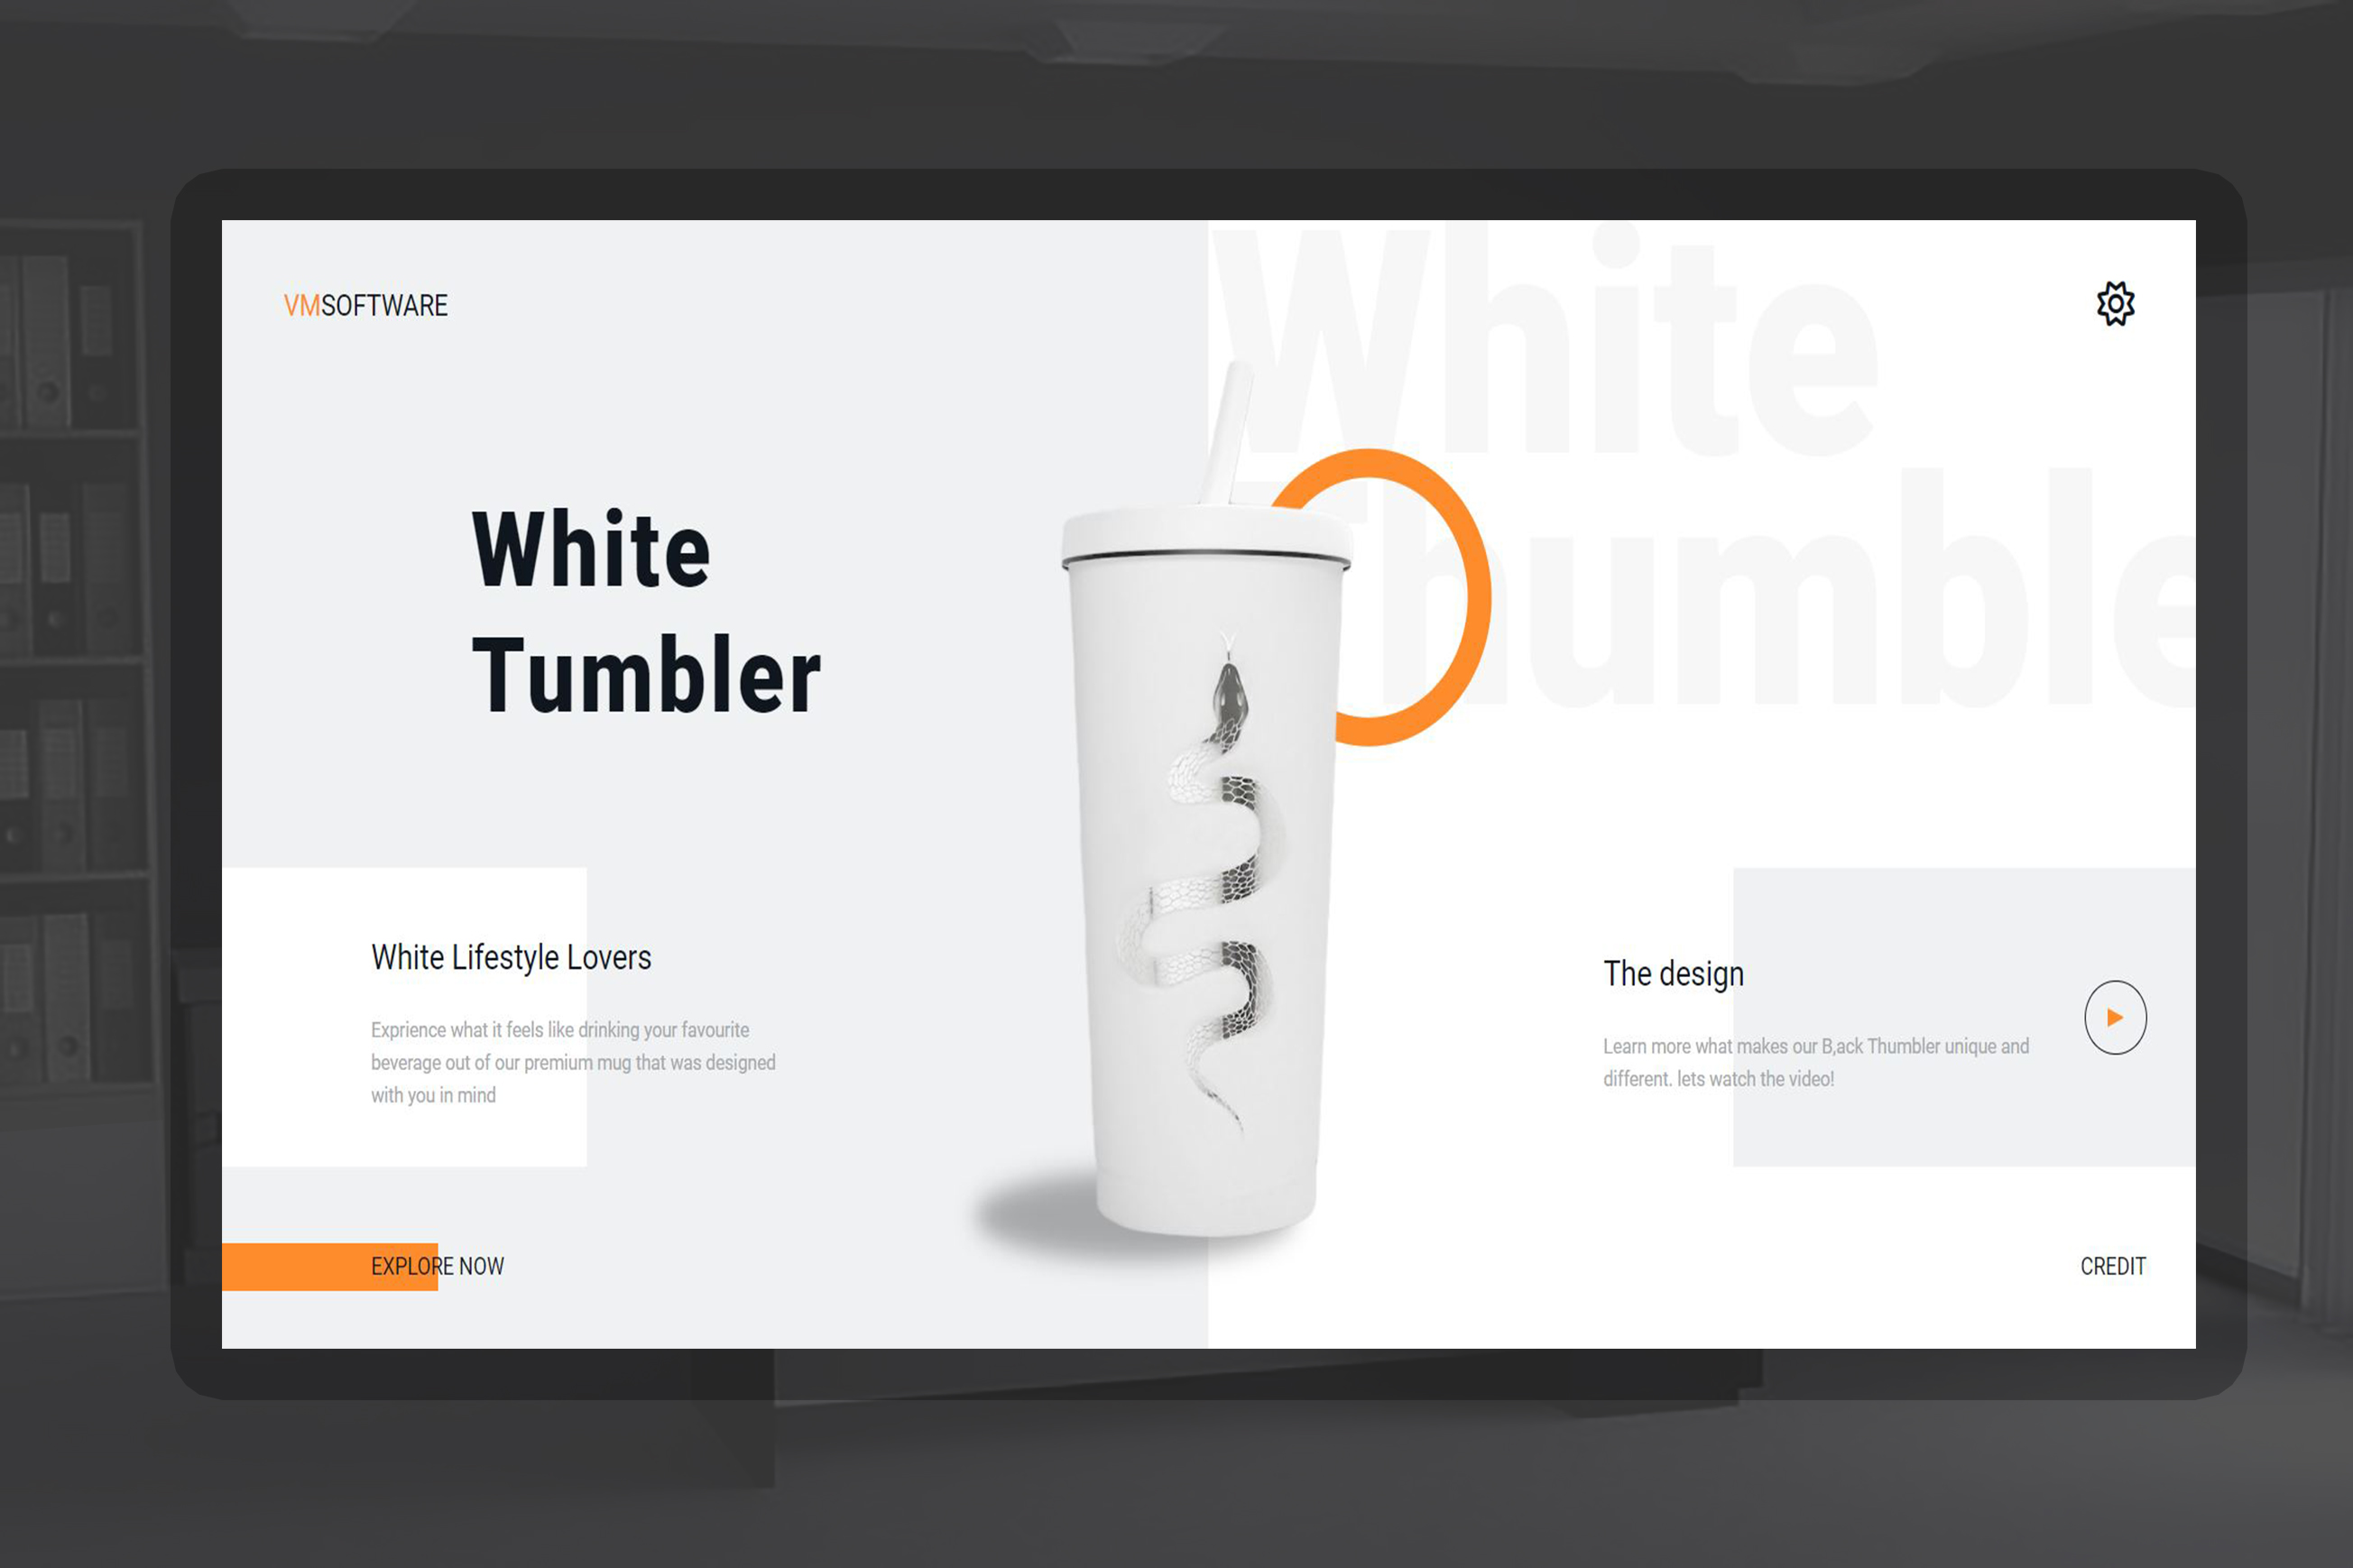 VMSOFTWARE
White
Thumble
White
Tumbler
White Lifestyle Lovers
Exprience what it feels like drinking your favourite
beverage out of our premium mug that was designed
with you in mind
The design
Learn more what makes our B,ack Thumbler unique and
different. lets watch the video!
EXPLORE NOW
CREDIT